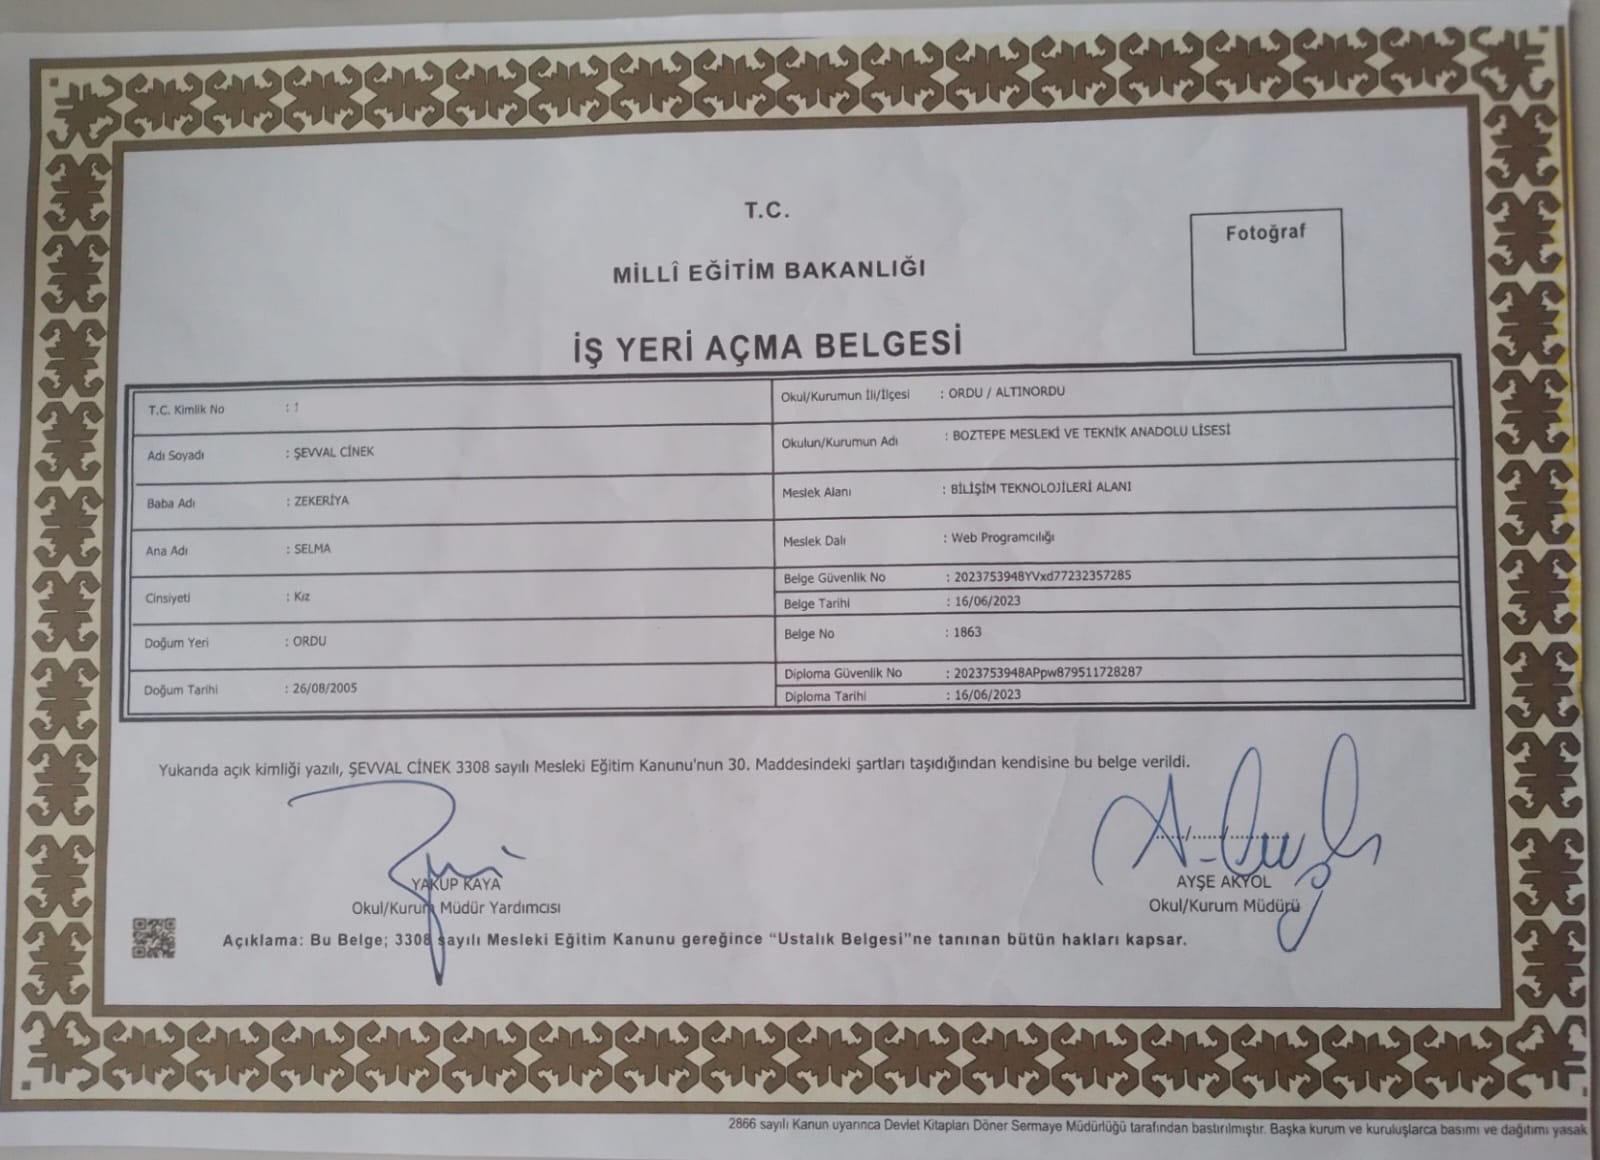 T.C.
MİLLÎ EĞİTİM BAKANLIĞI
İŞ YERİ AÇMA BELGESİ
Fotoğraf
T.C. Kimlik No : 1
Adı Soyadı : ŞEVVAL CİNEK
Baba Adı : ZEKERİYA
Ana Adı : SELMA
Cinsiyeti : Kız
Doğum Yeri : ORDU
Doğum Tarihi : 26/08/2005
Okul/Kurumun İli/İlçesi : ORDU / ALTINORDU
Okulun/Kurumun Adı : BOZTEPE MESLEKİ VE TEKNİK ANADOLU LİSESİ
Meslek Alanı : BİLİŞİM TEKNOLOJİLERİ ALANI
Meslek Dalı : Web Programcılığı
Belge Güvenlik No : 2023753948YVxd77232357285
Belge Tarihi : 16/06/2023
Belge No : 1863
Diploma Güvenlik No : 2023753948APpw879511728287
Diploma Tarihi : 16/06/2023
Yukarıda açık kimliği yazılı, ŞEVVAL CİNEK 3308 sayılı Mesleki Eğitim Kanunu'nun 30. Maddesindeki şartları taşıdığından kendisine bu belge verildi.
...../......../..............
YAKUP KAYA
Okul/Kurum Müdür Yardımcısı
AYŞE AKYOL
Okul/Kurum Müdürü
Açıklama: Bu Belge; 3308 sayılı Mesleki Eğitim Kanunu gereğince “Ustalık Belgesi”ne tanınan bütün hakları kapsar.
2866 sayılı Kanun uyarınca Devlet Kitapları Döner Sermaye Müdürlüğü tarafından bastırılmıştır. Başka kurum ve kuruluşlarca basımı ve dağıtımı yasak